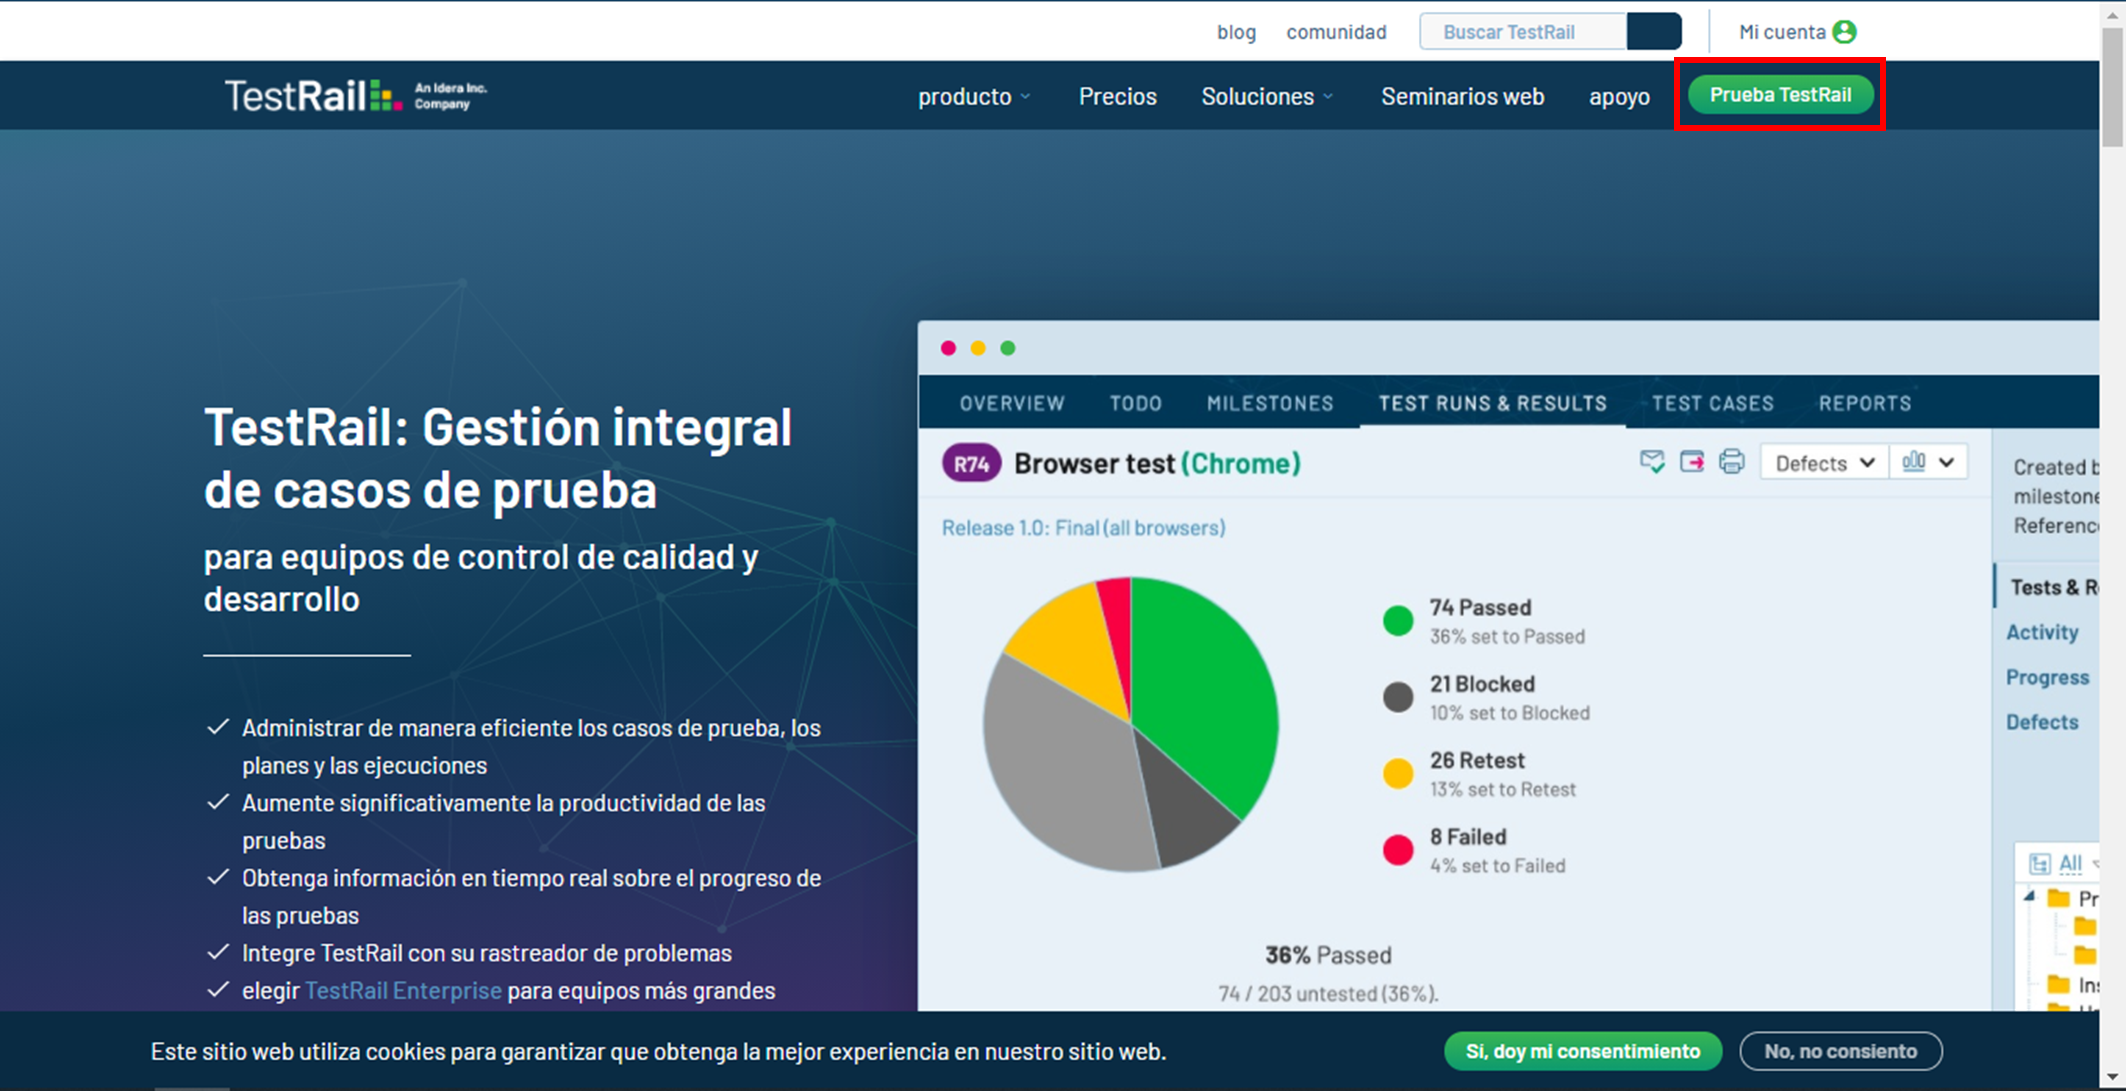 blog comunidad Buscar TestRail Mi cuenta
TestRail An Idera Inc. Company
producto Precios Soluciones Seminarios web apoyo Prueba TestRail
TestRail: Gestión integral
de casos de prueba
para equipos de control de calidad y
desarrollo
Administrar de manera eficiente los casos de prueba, los
planes y las ejecuciones
Aumente significativamente la productividad de las
pruebas
Obtenga información en tiempo real sobre el progreso de
las pruebas
Integre TestRail con su rastreador de problemas
elegir TestRail Enterprise para equipos más grandes
OVERVIEW TODO MILESTONES TEST RUNS & RESULTS TEST CASES REPORTS
R74 Browser test (Chrome) Defects
Release 1.0: Final (all browsers)
74 Passed
36% set to Passed
21 Blocked
10% set to Blocked
26 Retest
13% set to Retest
8 Failed
4% set to Failed
36% Passed
74 / 203 untested (36%).
Created
Tests &
Activity
Progress
Defects
All
Este sitio web utiliza cookies para garantizar que obtenga la mejor experiencia en nuestro sitio web.
Sí, doy mi consentimiento No, no consiento